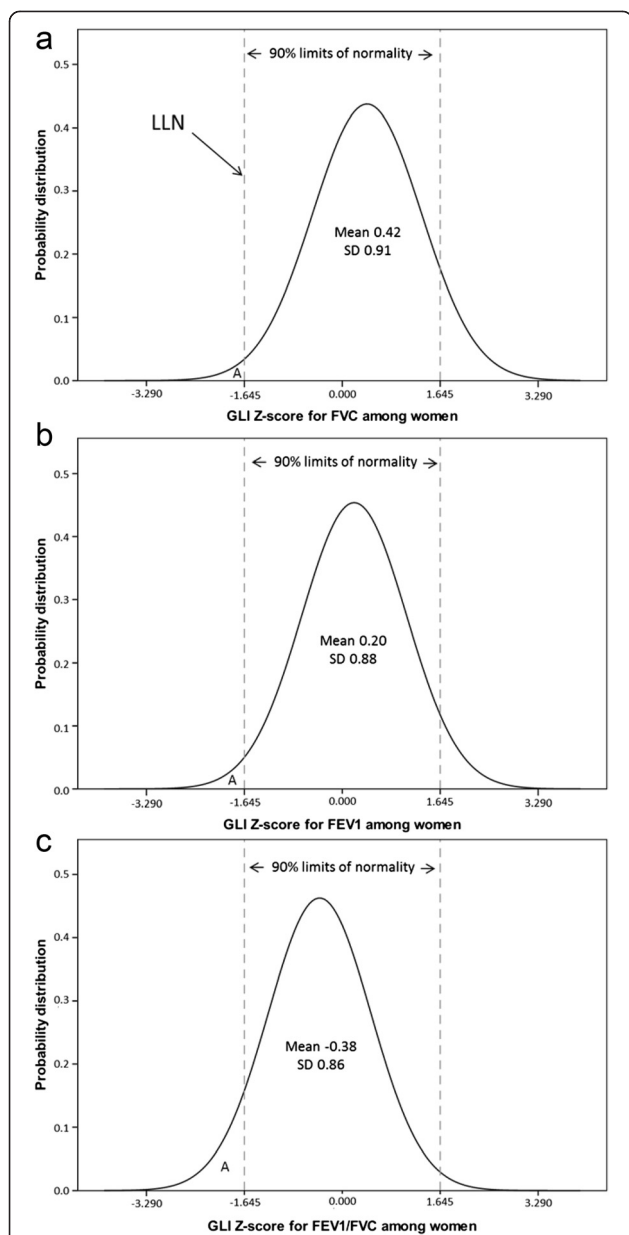 a
← 90% limits of normality →
0.5
0.4
0.3
0.2
0.1
0.0
Probability distribution
LLN
Mean 0.42
SD 0.91
A
-3.290 -1.645 0.000 1.645 3.290
GLI Z-score for FVC among women
b
← 90% limits of normality →
0.5
0.4
0.3
0.2
0.1
0.0
Probability distribution
Mean 0.20
SD 0.88
A
-3.290 -1.645 0.000 1.645 3.290
GLI Z-score for FEV1 among women
c
← 90% limits of normality →
0.5
0.4
0.3
0.2
0.1
0.0
Probability distribution
Mean -0.38
SD 0.86
A
-3.290 -1.645 0.000 1.645 3.290
GLI Z-score for FEV1/FVC among women